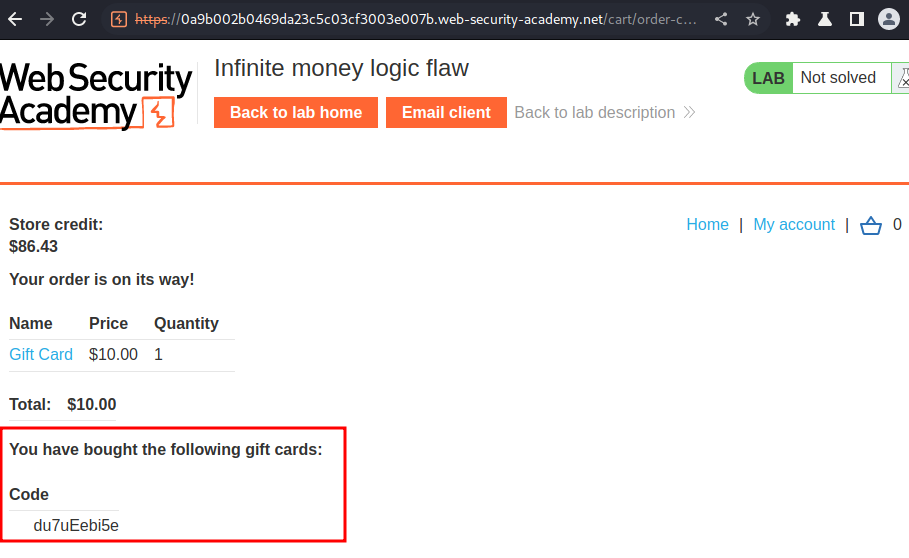 https://0a9b002b0469da23c5c03cf3003e007b.web-security-academy.net/cart/order-c...
Web Security
Academy
Infinite money logic flaw
LAB Not solved
Back to lab home Email client Back to lab description
Store credit:
$86.43
Home | My account | 0
Your order is on its way!
Name Price Quantity
Gift Card $10.00 1
Total: $10.00
You have bought the following gift cards:
Code
du7uEebi5e